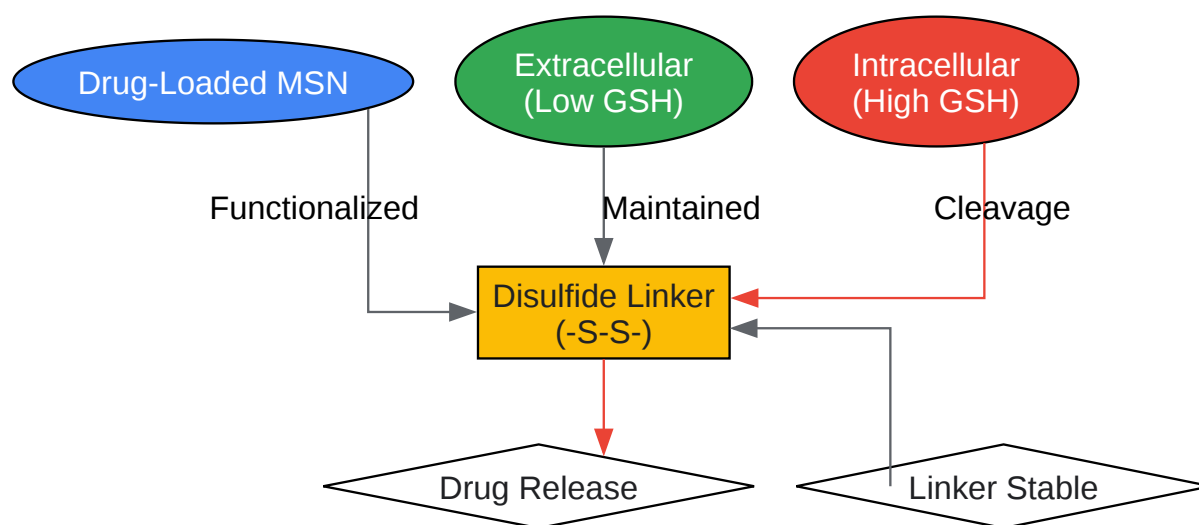 Drug-Loaded MSN
Extracellular
(Low GSH)
Intracellular
(High GSH)
Functionalized
Maintained
Cleavage
Disulfide Linker
(-S-S-)
Drug Release
Linker Stable